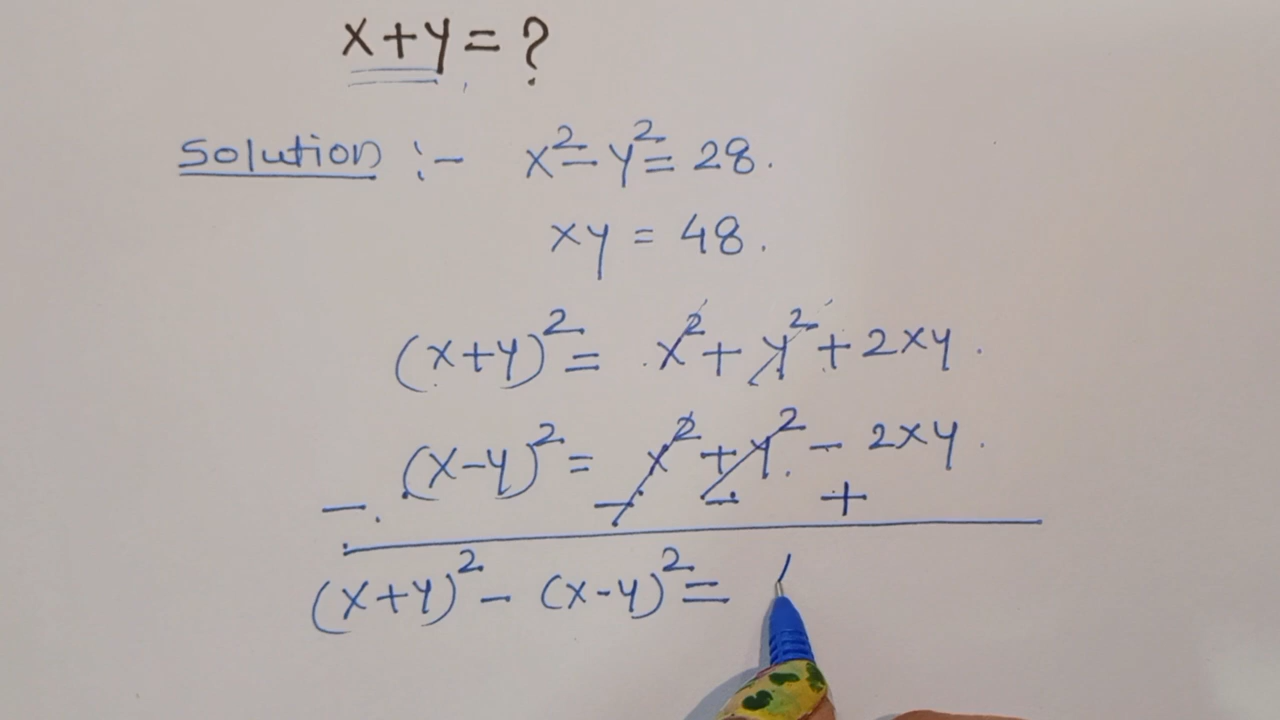 x+y = ?
Solution :- x² - y² = 28.
xy = 48.
(x+y)² = x² + y² + 2xy.
(x-y)² = x² + y² - 2xy.
- - - +
(x+y)² - (x-y)² =